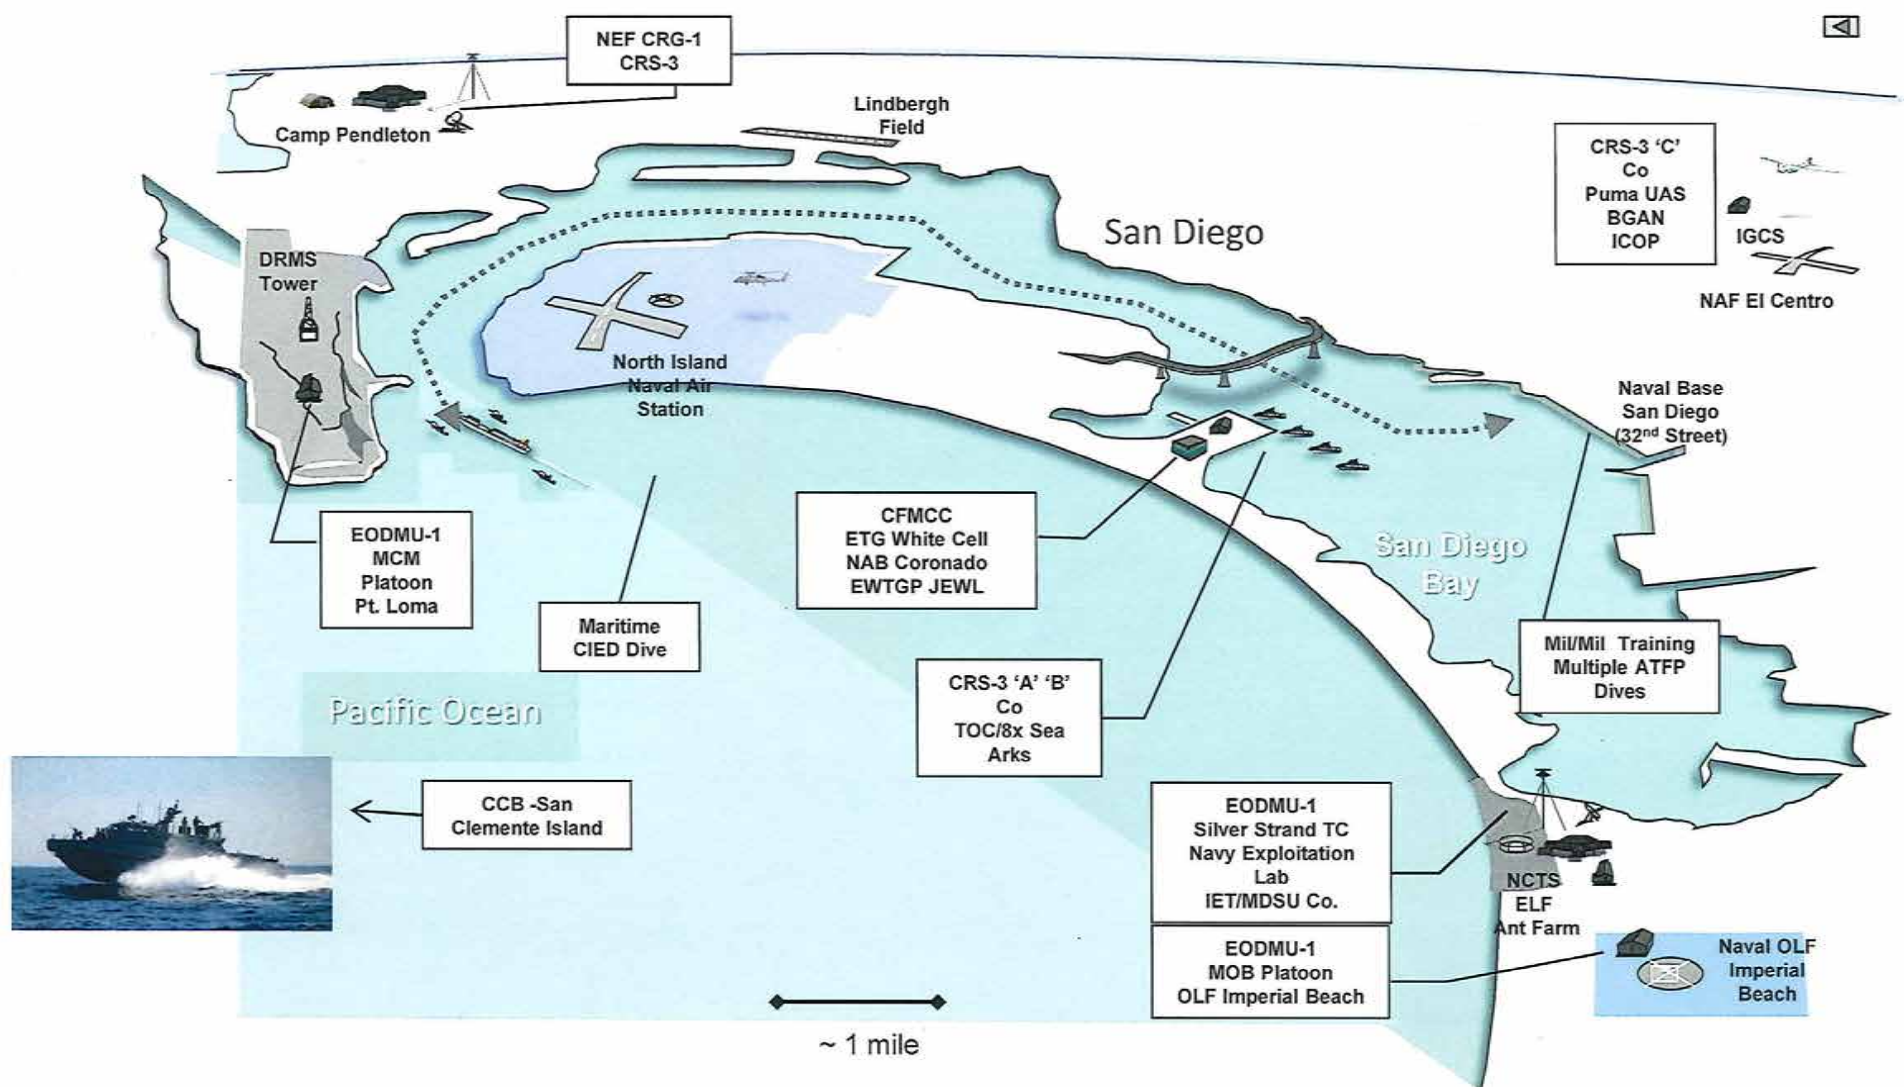 NEF CRG-1
CRS-3
Camp Pendleton
Lindbergh
Field
CRS-3 ‘C’
Co
Puma UAS
BGAN
ICOP
IGCS
NAF El Centro
San Diego
DRMS
Tower
North Island
Naval Air
Station
Naval Base
San Diego
(32nd Street)
EODMU-1
MCM
Platoon
Pt. Loma
Maritime
CIED Dive
CFMCC
ETG White Cell
NAB Coronado
EWTGP JEWL
San Diego
Bay
Mil/Mil Training
Multiple ATFP
Dives
CRS-3 ‘A’ ‘B’
Co
TOC/8x Sea
Arks
Pacific Ocean
CCB -San
Clemente Island
EODMU-1
Silver Strand TC
Navy Exploitation
Lab
IET/MDSU Co.
NCTS
ELF
Ant Farm
EODMU-1
MOB Platoon
OLF Imperial Beach
Naval OLF
Imperial
Beach
~ 1 mile